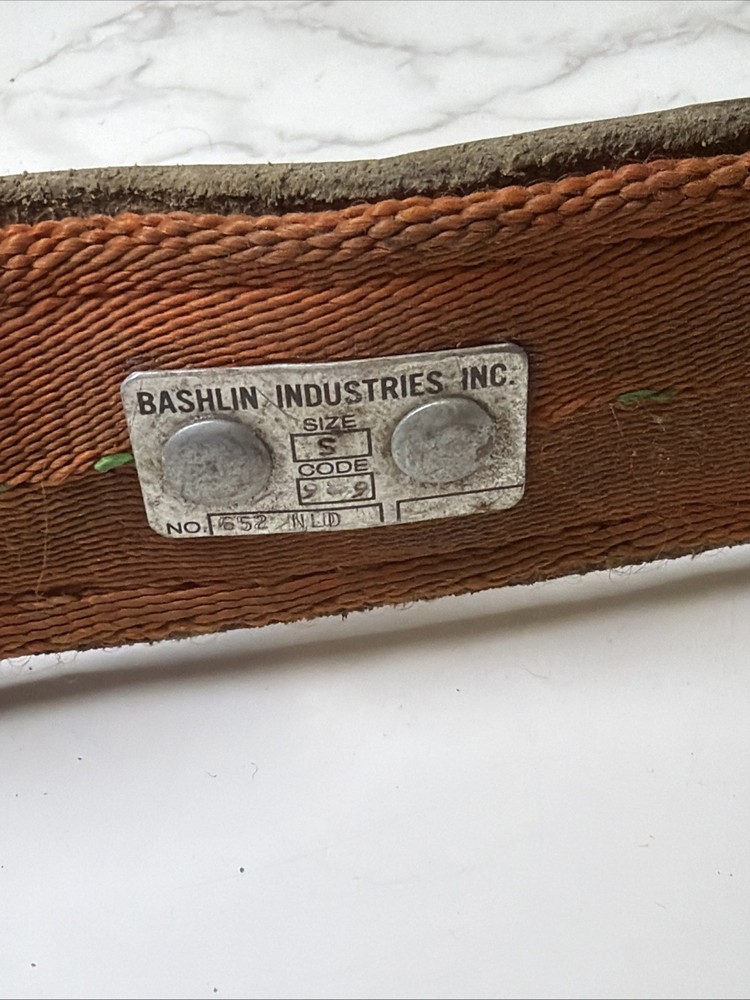 BASHLIN INDUSTRIES INC.
SIZE
S
CODE
9-9
NO. 652 NLD